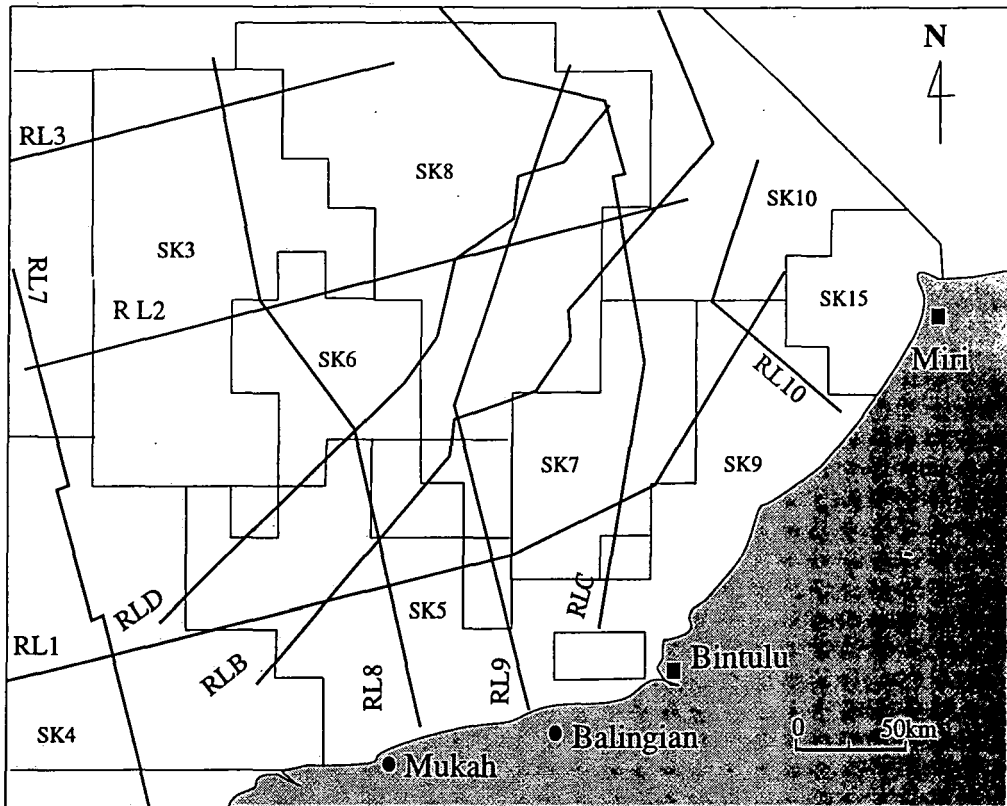 N
RL3
SK8
SK10
SK3
RL7
SK15
R L2
Miri
SK6
RL10
SK7
SK9
RLD
RLC
SK5
RL1
RLB
Bintulu
RL8
RL9
SK4
0 50km
Balingian
Mukah